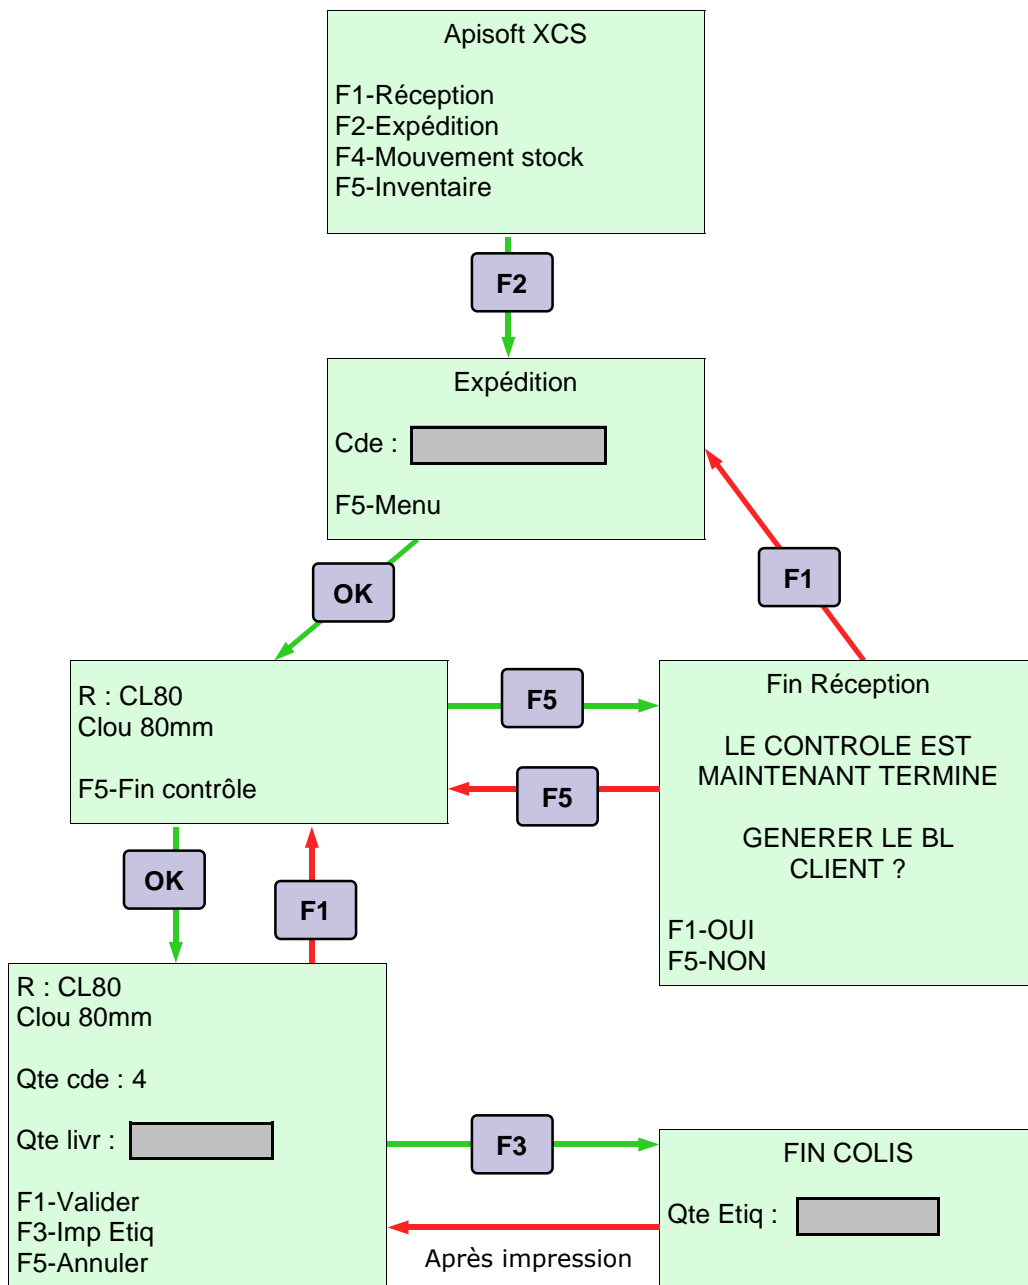 Apisoft XCS
F1-Réception
F2-Expédition
F4-Mouvement stock
F5-Inventaire
F2
Expédition
Cde :
F5-Menu
OK
F1
R : CL80
Clou 80mm
F5-Fin contrôle
F5
F5
Fin Réception
LE CONTROLE EST
MAINTENANT TERMINE
GENERER LE BL
CLIENT ?
F1-OUI
F5-NON
OK
F1
R : CL80
Clou 80mm
Qte cde : 4
Qte livr :
F1-Valider
F3-Imp Etiq
F5-Annuler
F3
FIN COLIS
Qte Etiq :
Après impression